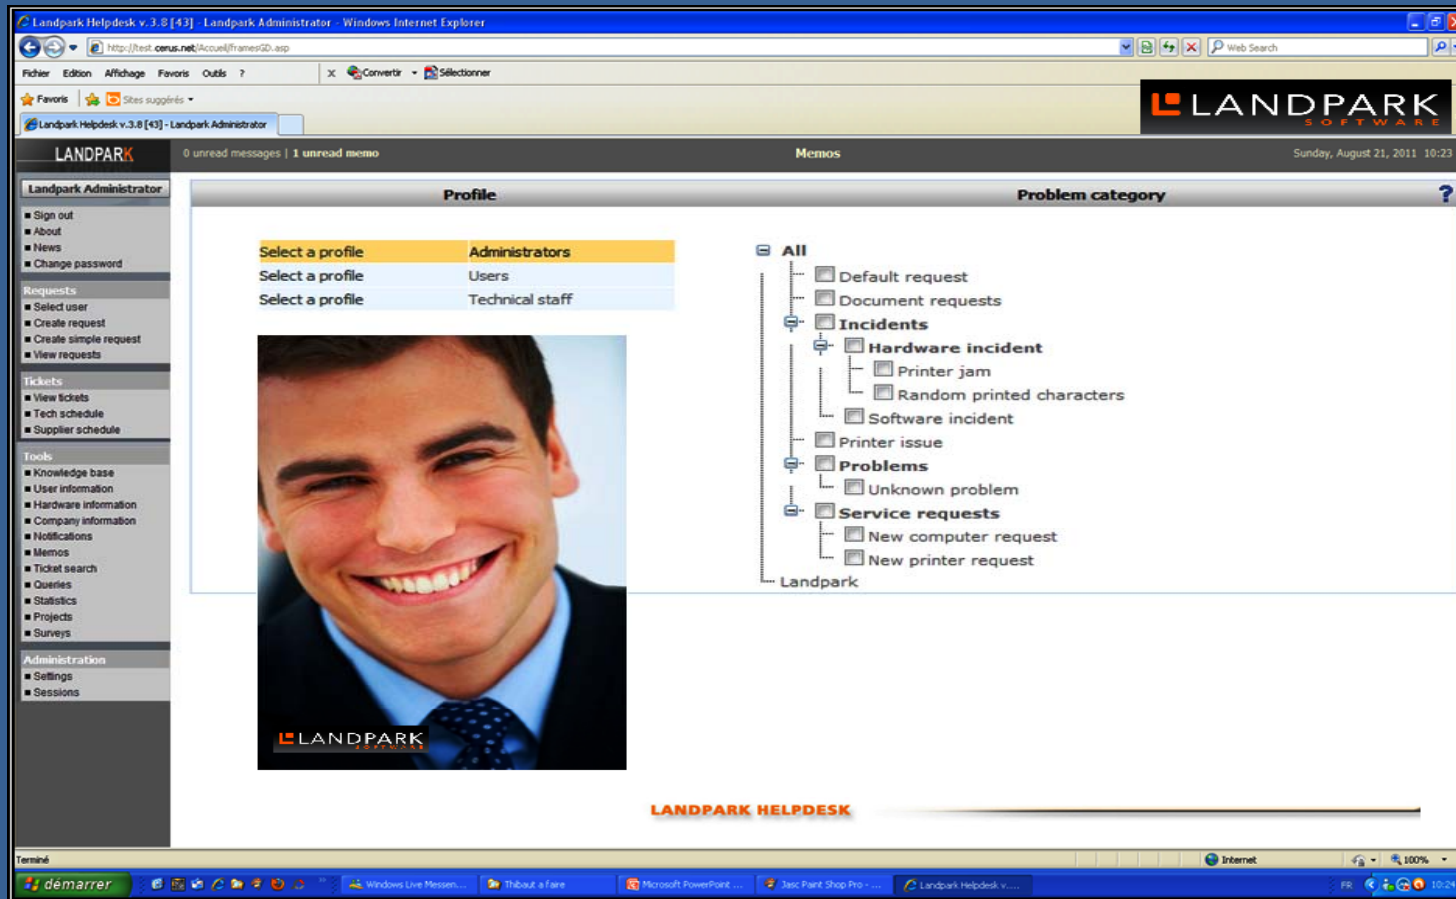 Landpark Helpdesk v.3.8 [43] - Landpark Administrator - Windows Internet Explorer
http://test.cerus.net/Accueil/framesGD.asp
Web Search
Fichier Edition Affichage Favoris Outils ?
x Convertir Sélectionner
Favoris Sites suggérés
LANDPARK
SOFTWARE
Landpark Helpdesk v.3.8 [43] - Landpark Administrator
LANDPARK
0 unread messages | 1 unread memo
Memos
Sunday, August 21, 2011 10:23
Landpark Administrator
Sign out
About
News
Change password
Requests
Select user
Create request
Create simple request
View requests
Tickets
View tickets
Tech schedule
Supplier schedule
Tools
Knowledge base
User information
Hardware information
Company information
Notifications
Memos
Ticket search
Queries
Statistics
Projects
Surveys
Administration
Settings
Sessions
Profile
Select a profile Administrators
Select a profile Users
Select a profile Technical staff
Problem category
?
All
Default request
Document requests
Incidents
Hardware incident
Printer jam
Random printed characters
Software incident
Printer issue
Problems
Unknown problem
Service requests
New computer request
New printer request
Landpark
LANDPARK
SOFTWARE
LANDPARK HELPDESK
Terminé
Internet
100%
démarrer
Windows Live Messen...
Thibaut a faire
Microsoft PowerPoint ...
Jasc Paint Shop Pro - ...
Landpark Helpdesk v....
FR
10:24